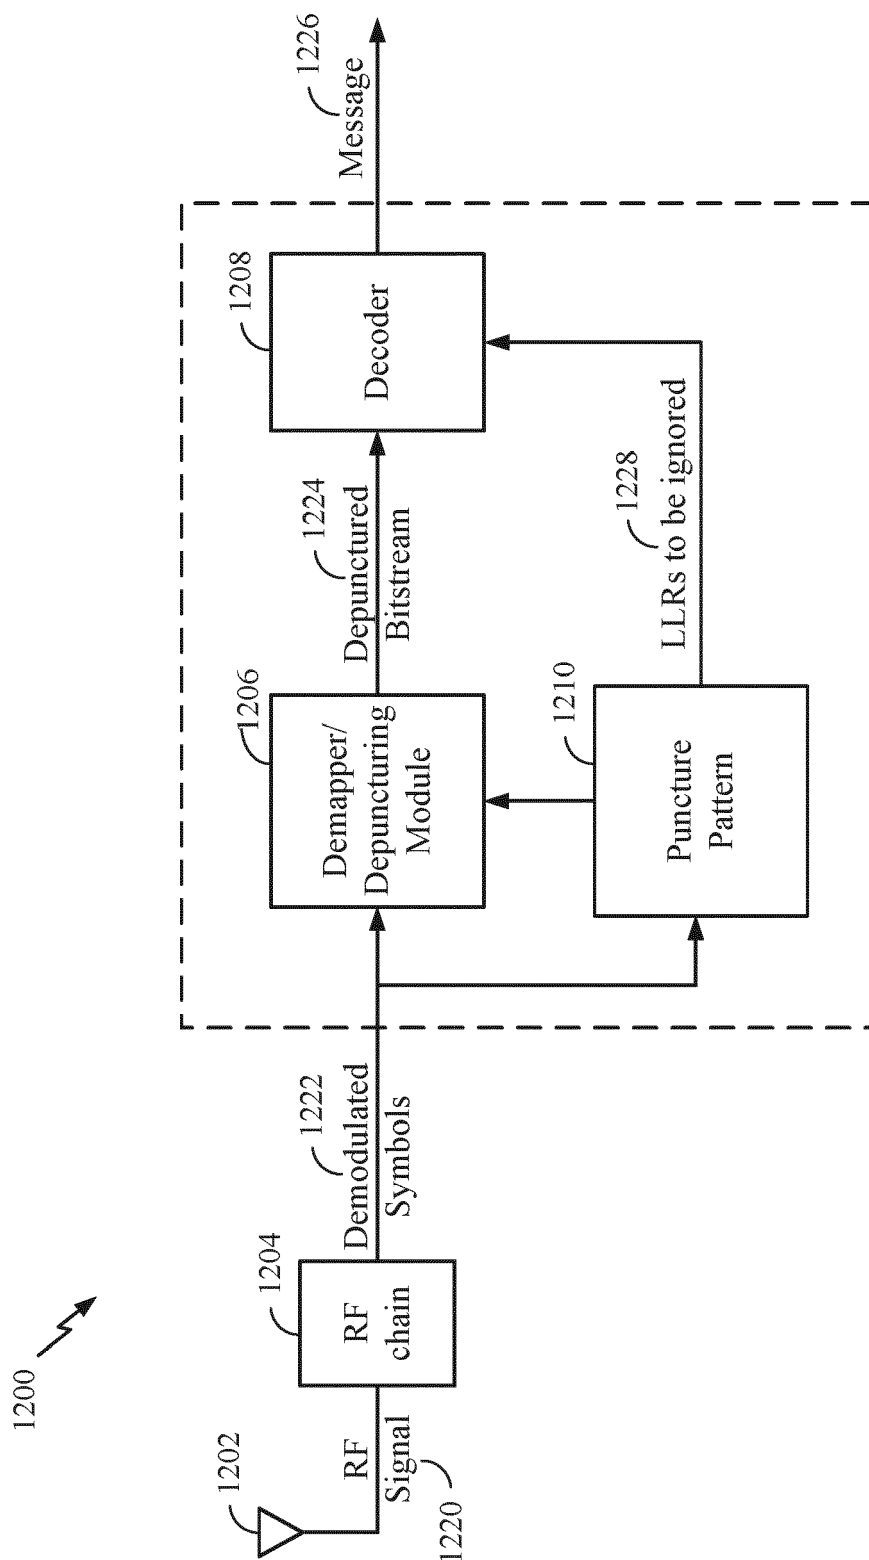 1200
1202
RF
Signal
1220
1204
RF
chain
1222
Demodulated
Symbols
1206
Demapper/
Depuncturing
Module
1224
Depunctured
Bitstream
1208
Decoder
1226
Message
1210
Puncture
Pattern
1228
LLRs to be ignored